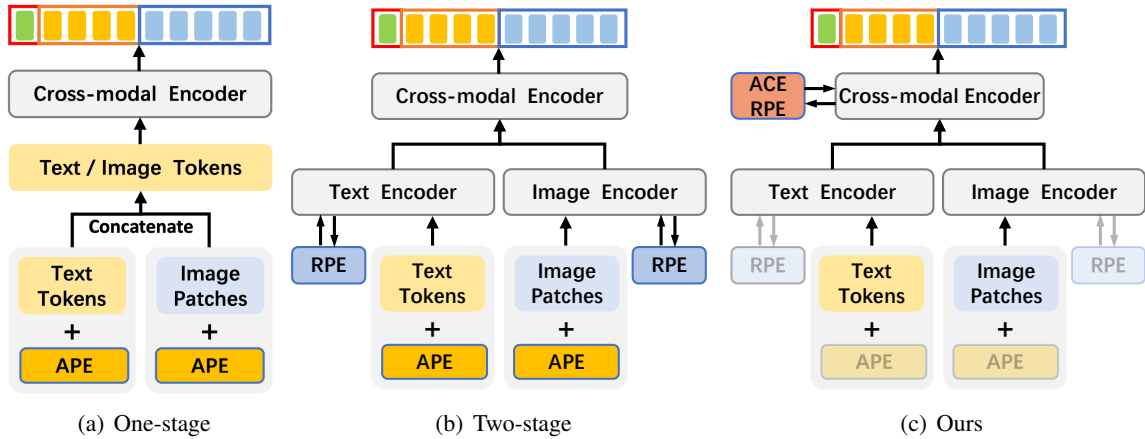 Cross-modal Encoder
Text / Image Tokens
Concatenate
Text
Tokens
+
APE
Image
Patches
+
APE
(a) One-stage
Cross-modal Encoder
Text Encoder
Image Encoder
RPE
Text
Tokens
+
APE
Image
Patches
+
APE
RPE
(b) Two-stage
ACE
RPE
Cross-modal Encoder
Text Encoder
Image Encoder
RPE
Text
Tokens
+
APE
Image
Patches
+
APE
RPE
(c) Ours